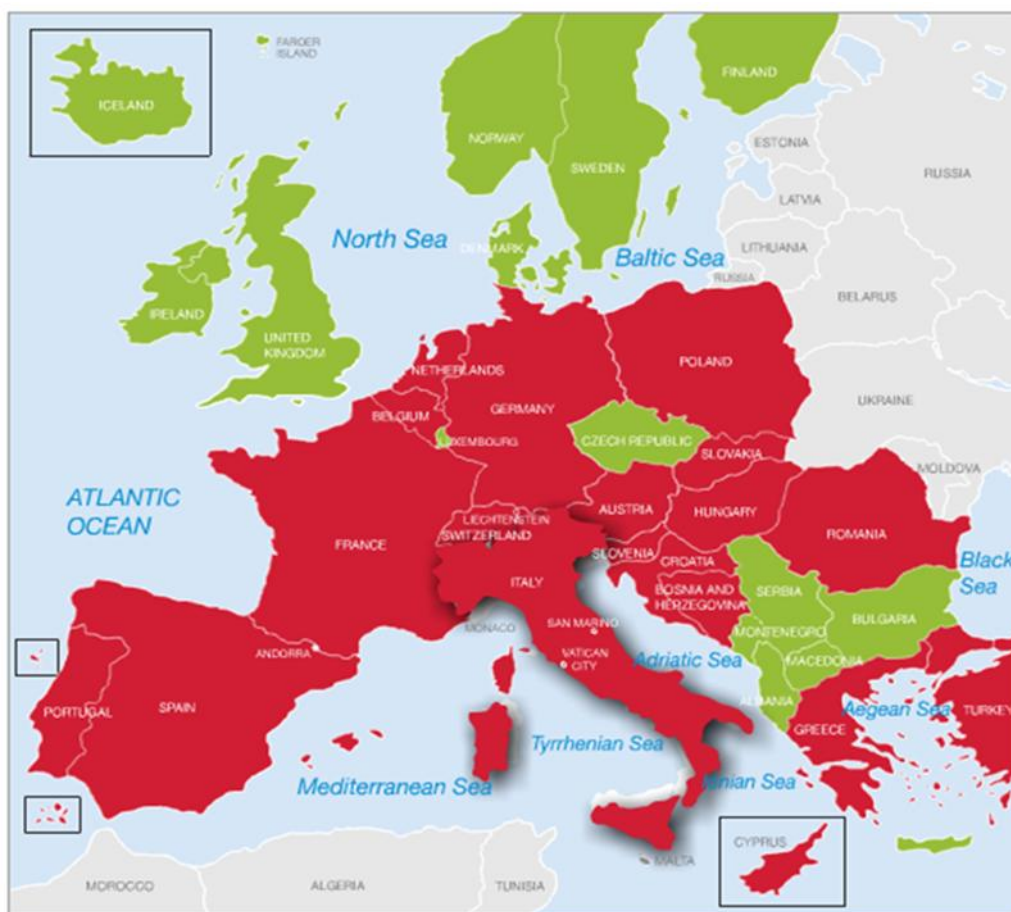 FAROER
ISLAND
ICELAND
FINLAND
NORWAY
SWEDEN
ESTONIA
RUSSIA
LATVIA
North Sea
DENMARK
Baltic Sea
LITHUANIA
RUSSIA
BELARUS
IRELAND
UNITED
KINGDOM
NETHERLANDS
POLAND
GERMANY
BELGIUM
UKRAINE
LUXEMBOURG
CZECH REPUBLIC
SLOVAKIA
MOLDOVA
ATLANTIC
OCEAN
AUSTRIA
HUNGARY
LIECHTENSTEIN
SWITZERLAND
FRANCE
ROMANIA
SLOVENIA
CROATIA
Black
Sea
ITALY
BOSNIA AND
HERZEGOVINA
SERBIA
SAN MARINO
MONACO
BULGARIA
MONTENEGRO
ANDORRA
VATICAN
CITY
Adriatic Sea
MACEDONIA
ALBANIA
PORTUGAL
SPAIN
Aegean Sea
TURKEY
GREECE
Tyrrhenian Sea
Mediterranean Sea
Sea
CYPRUS
MALTA
MOROCCO
ALGERIA
TUNISIA